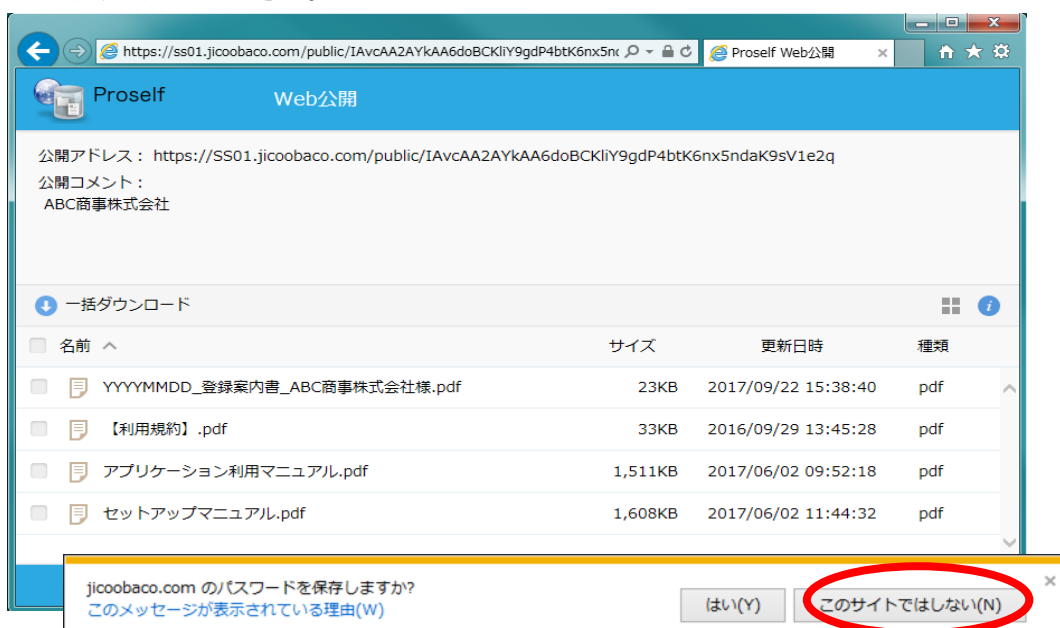 https://ss01.jicoobaco.com/public/IAvcAA2AYkAA6doBCKliY9gdP4btK6nx5n
Proself Web公開
Proself
Web公開
公開アドレス： https://SS01.jicoobaco.com/public/IAvcAA2AYkAA6doBCKliY9gdP4btK6nx5ndaK9sV1e2q
公開コメント：
ABC商事株式会社
一括ダウンロード
名前 サイズ 更新日時 種類
YYYYMMDD_登録案内書_ABC商事株式会社様.pdf 23KB 2017/09/22 15:38:40 pdf
【利用規約】.pdf 33KB 2016/09/29 13:45:28 pdf
アプリケーション利用マニュアル.pdf 1,511KB 2017/06/02 09:52:18 pdf
セットアップマニュアル.pdf 1,608KB 2017/06/02 11:44:32 pdf
jicoobaco.com のパスワードを保存しますか?
このメッセージが表示されている理由(W)
はい(Y)
このサイトではしない(N)